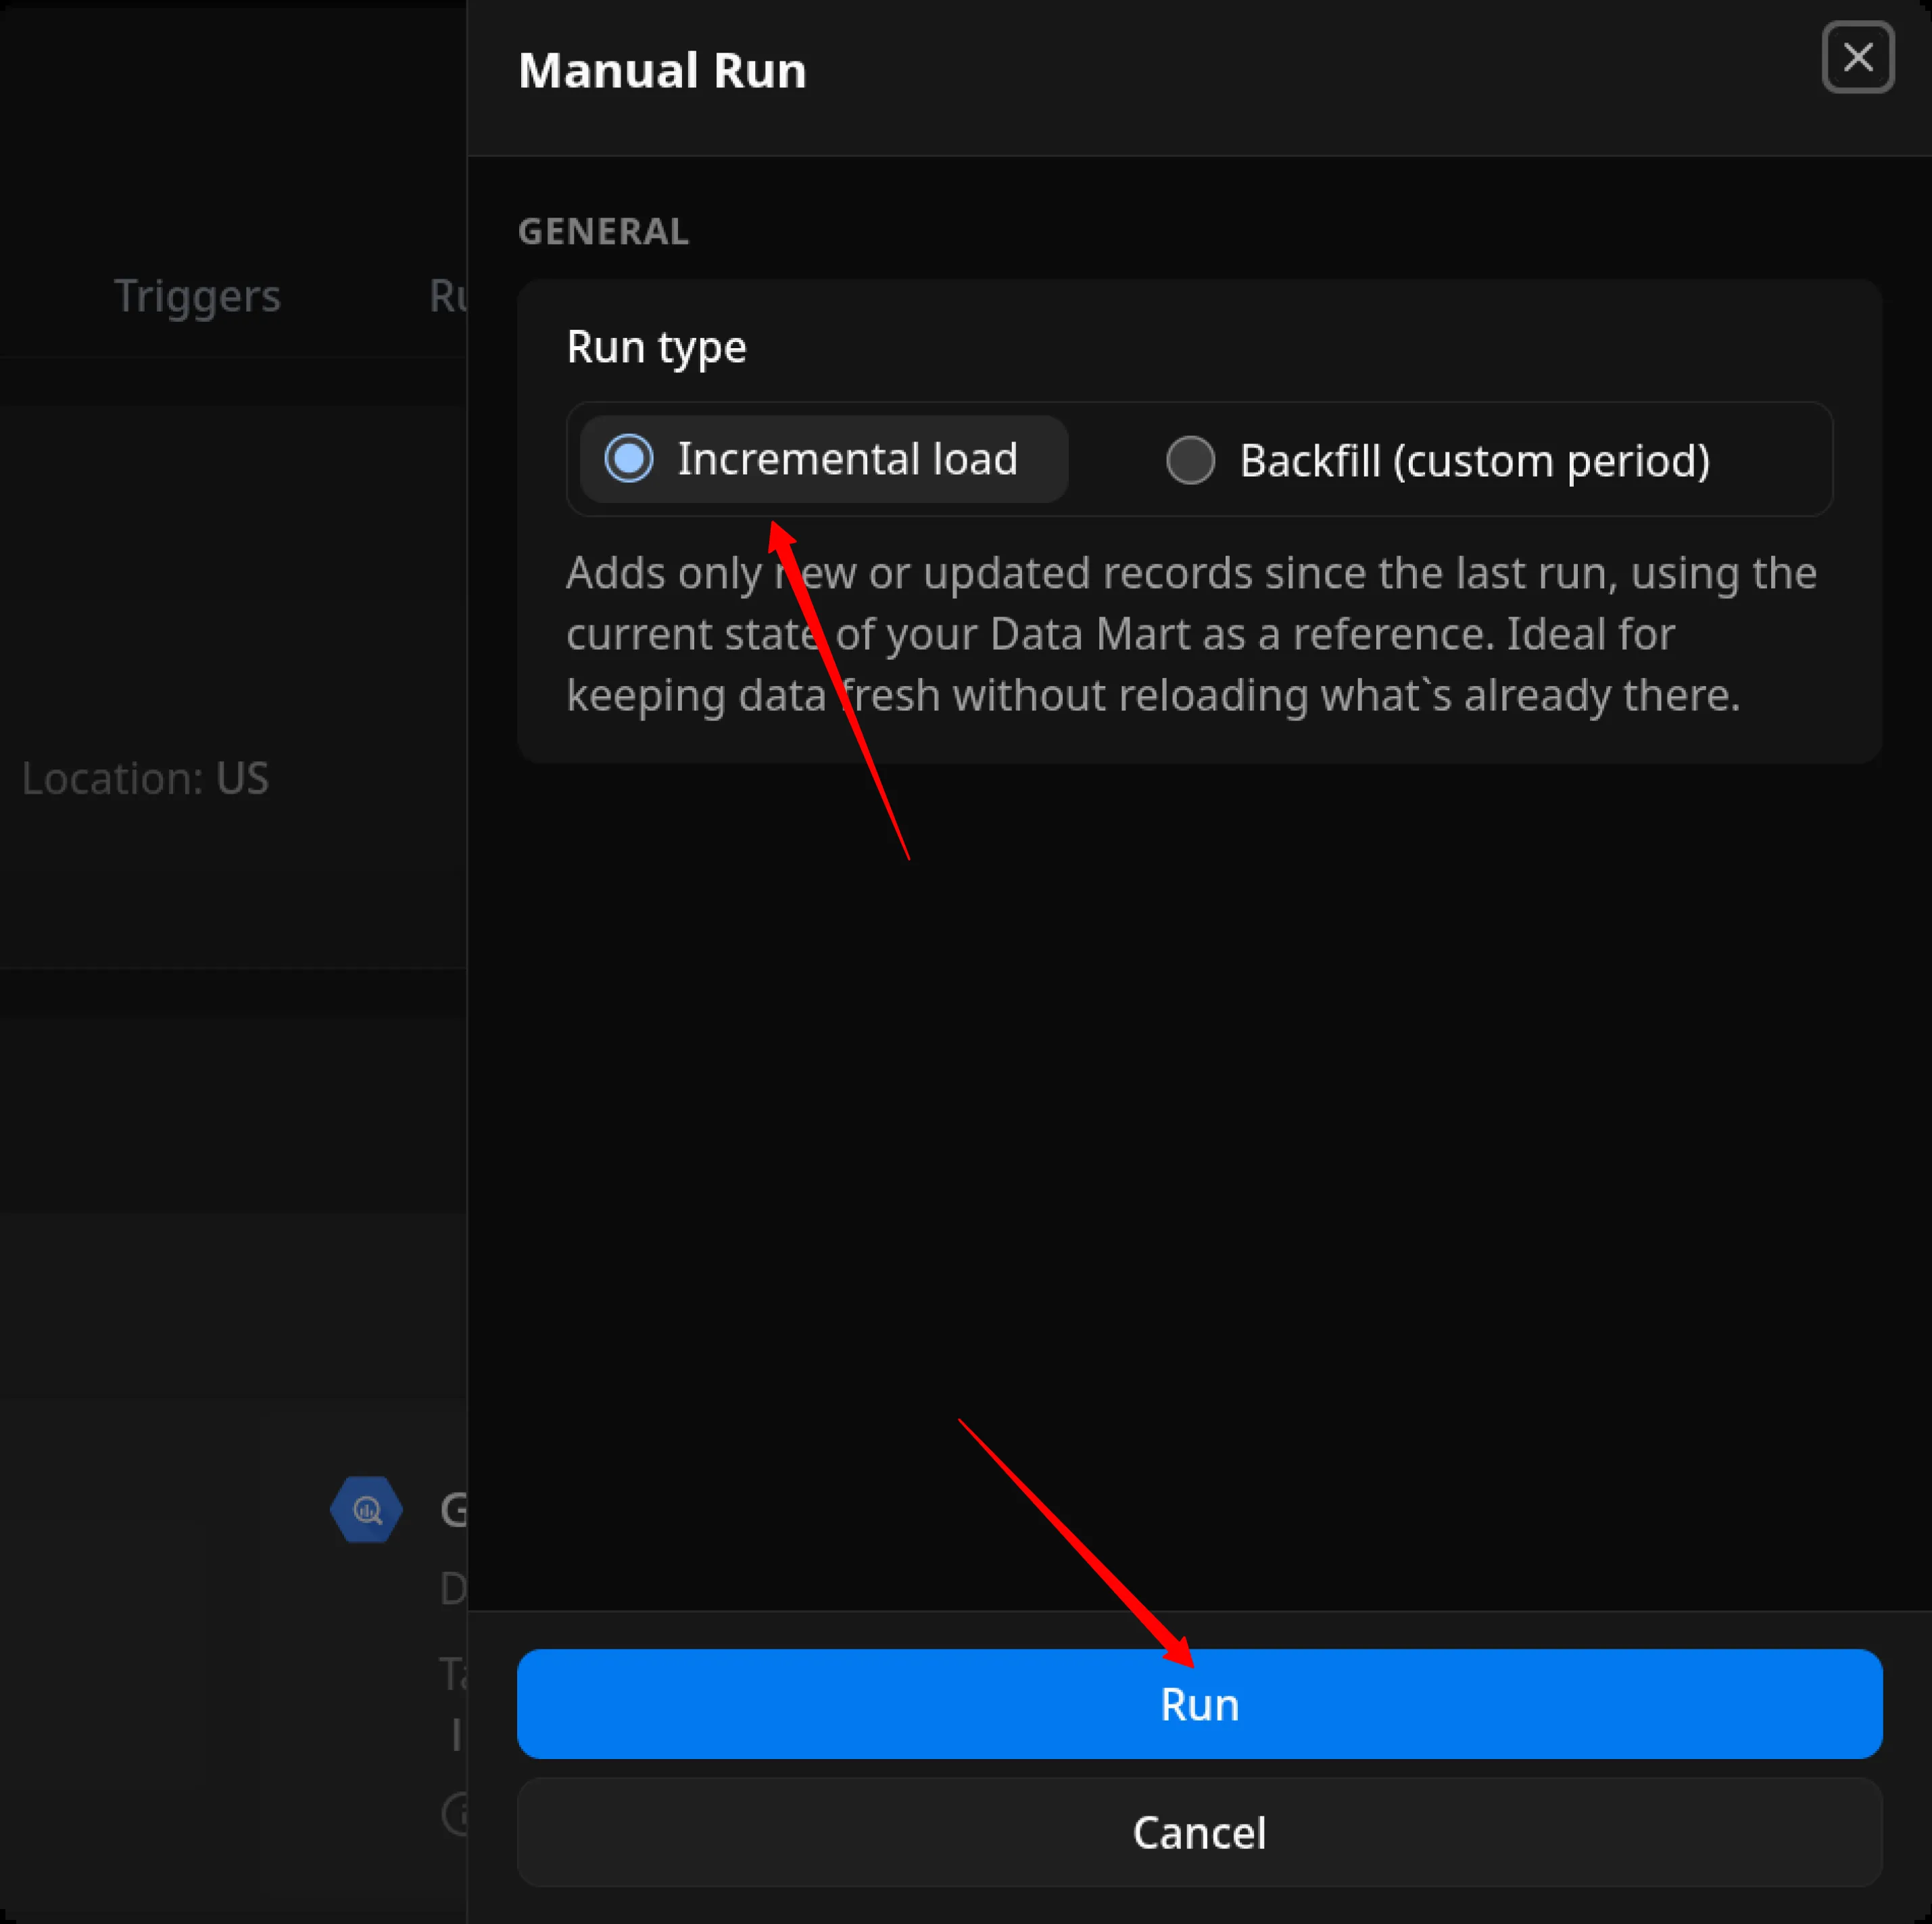 Manual Run
GENERAL
Triggers
Run type
Incremental load
Backfill (custom period)
Adds only new or updated records since the last run, using the
current state of your Data Mart as a reference. Ideal for
keeping data fresh without reloading what`s already there.
Location: US
Run
Cancel